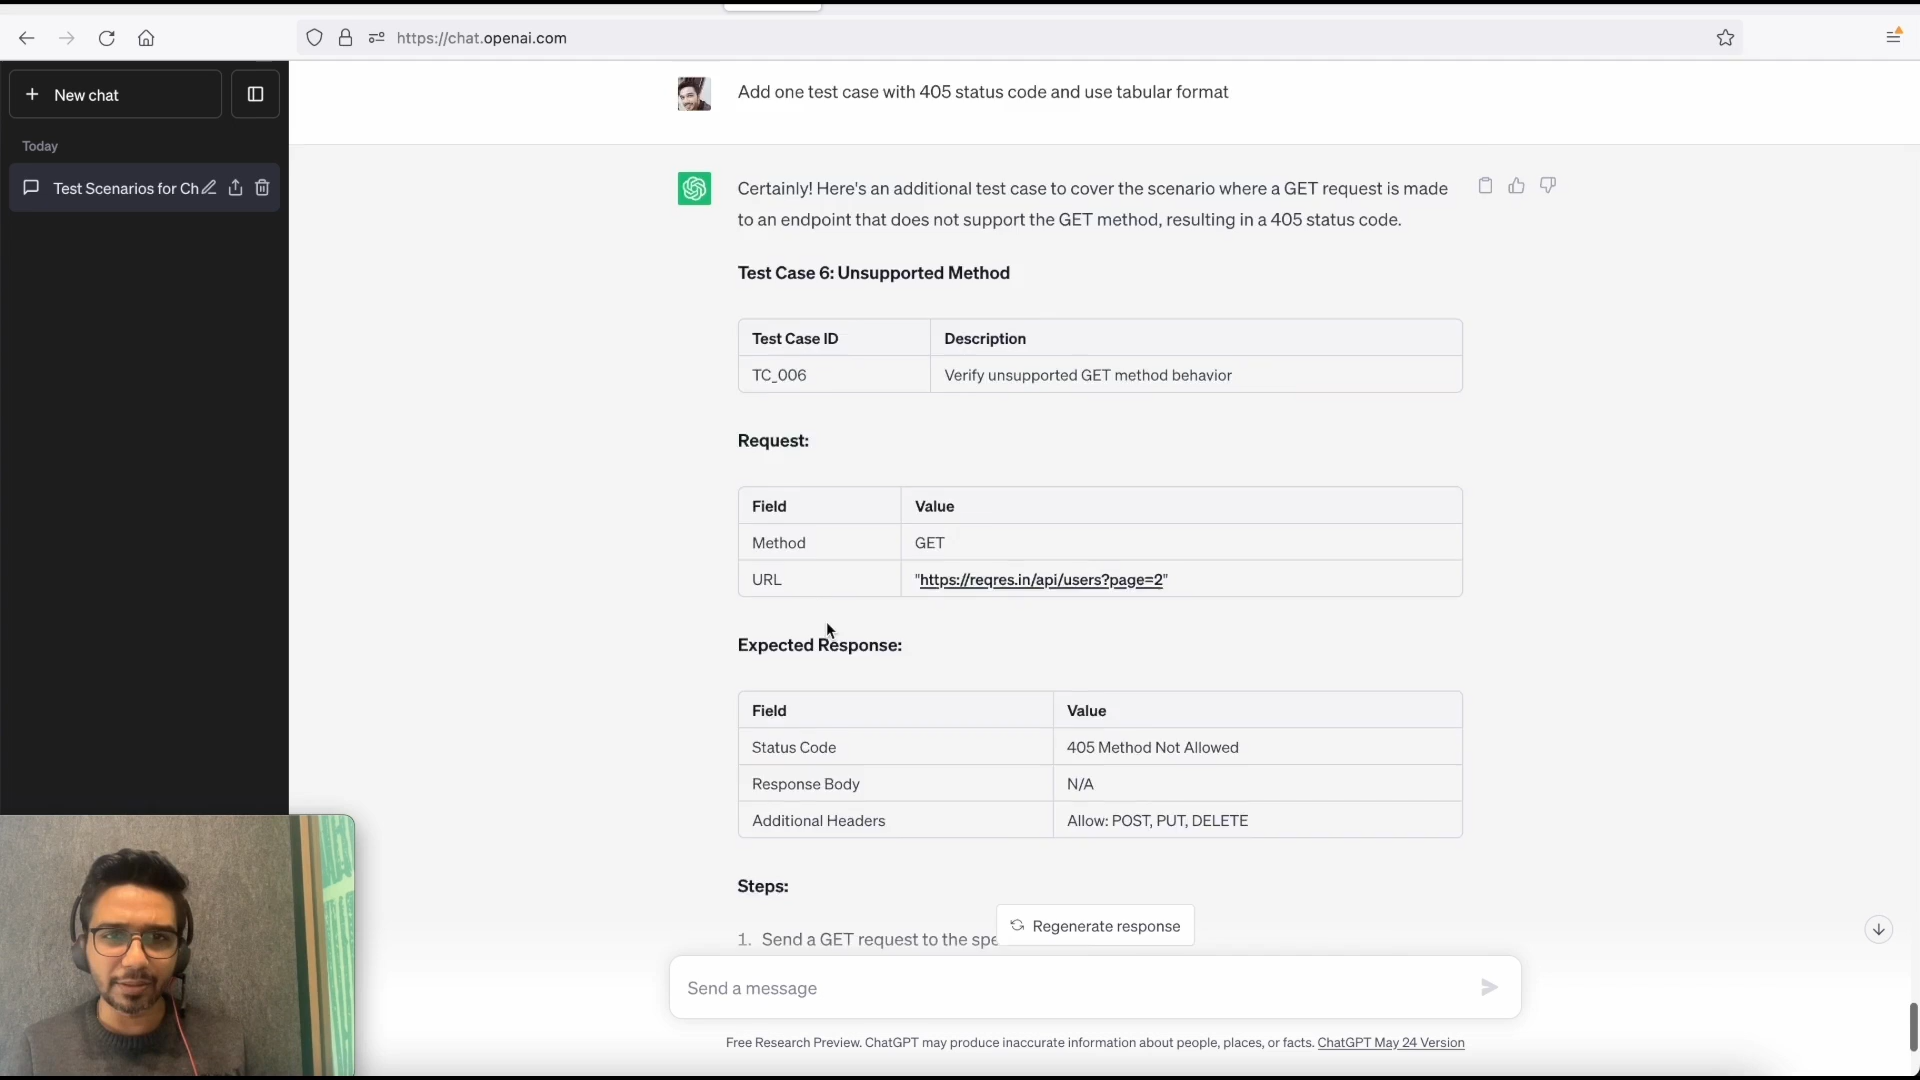 https://chat.openai.com
New chat
Today
Test Scenarios for Ch
Add one test case with 405 status code and use tabular format
Certainly! Here's an additional test case to cover the scenario where a GET request is made
to an endpoint that does not support the GET method, resulting in a 405 status code.
Test Case 6: Unsupported Method
Test Case ID Description
TC_006 Verify unsupported GET method behavior
Request:
Field Value
Method GET
URL "https://reqres.in/api/users?page=2"
Expected Response:
Field Value
Status Code 405 Method Not Allowed
Response Body N/A
Additional Headers Allow: POST, PUT, DELETE
Steps:
1. Send a GET request to the spe
Regenerate response
Send a message
Free Research Preview. ChatGPT may produce inaccurate information about people, places, or facts. ChatGPT May 24 Version